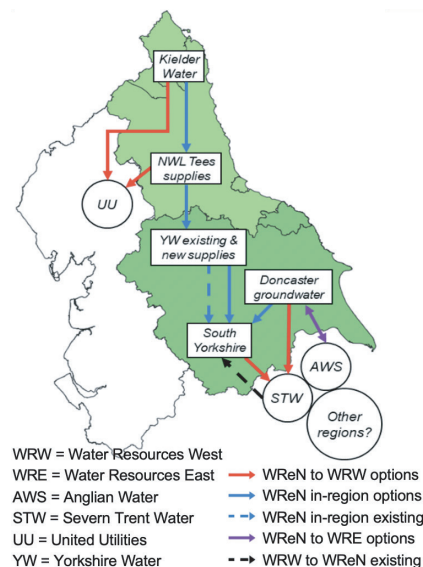 Kielder
Water
NWL Tees
supplies
UU
YW existing &
new supplies
Doncaster
groundwater
South
Yorkshire
AWS
STW
Other
regions?
WRW = Water Resources West
WRE = Water Resources East
AWS = Anglian Water
STW = Severn Trent Water
UU = United Utilities
YW = Yorkshire Water
WReN to WRW options
WReN in-region options
WReN in-region existing
WReN to WRE options
WRW to WReN existing